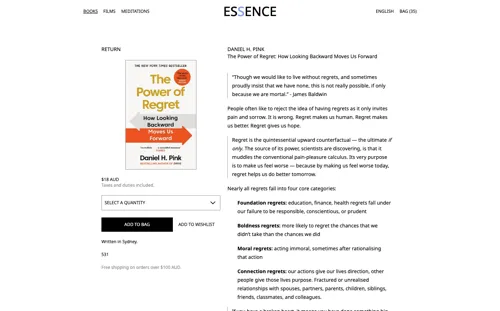 BOOKS FILMS MEDITATIONS
ESSENCE
ENGLISH BAG (35)
RETURN
THE NEW YORK TIMES BESTSELLER
The
Power of
Regret
How Looking
Backward
Moves Us
Forward
Daniel H. Pink
$18 AUD
Taxes and duties included.
SELECT A QUANTITY
ADD TO BAG ADD TO WISHLIST
Written in Sydney.
531
Free shipping on orders over $100 AUD.
DANIEL H. PINK
The Power of Regret: How Looking Backward Moves Us Forward
"Though we would like to live without regrets, and sometimes
proudly insist that we have none, this is not really possible, if only
because we are mortal." - James Baldwin
People often like to reject the idea of having regrets as it only invites
pain and sorrow. It is wrong. Regret makes us human. Regret makes
us better. Regret gives us hope.
Regret is the quintessential upward counterfactual — the ultimate if
only. The source of its power, scientists are discovering, is that it
muddles the conventional pain-pleasure calculus. Its very purpose
is to make us feel worse — because by making us feel worse today,
regret helps us do better tomorrow.
Nearly all regrets fall into four core categories:
Foundation regrets: education, finance, health regrets fall under
our failure to be responsible, conscientious, or prudent
Boldness regrets: more likely to regret the chances that we
didn't take than the chances we did
Moral regrets: acting immoral, sometimes after rationalising
that action
Connection regrets: our actions give our lives direction, other
people give those lives purpose. Fractured or unrealised
relationships with spouses, partners, parents, children, siblings,
friends, classmates, and colleagues.